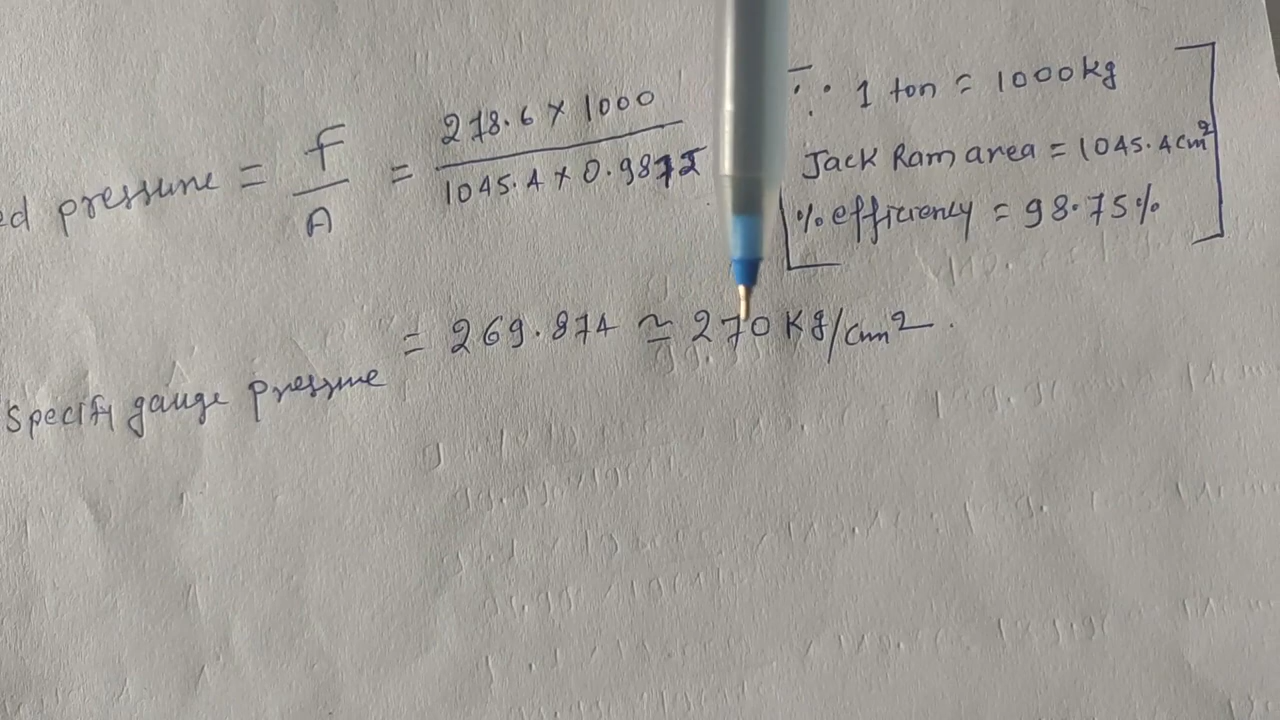 ed pressure = F/A = 278.6 × 1000 / 1045.4 × 0.9875
∵ 1 ton = 1000kg
Jack Ram area = 1045.4cm²
% efficiency = 98.75%
= 269.874 ≃ 270 Kg/cm².
Specify gauge pressure